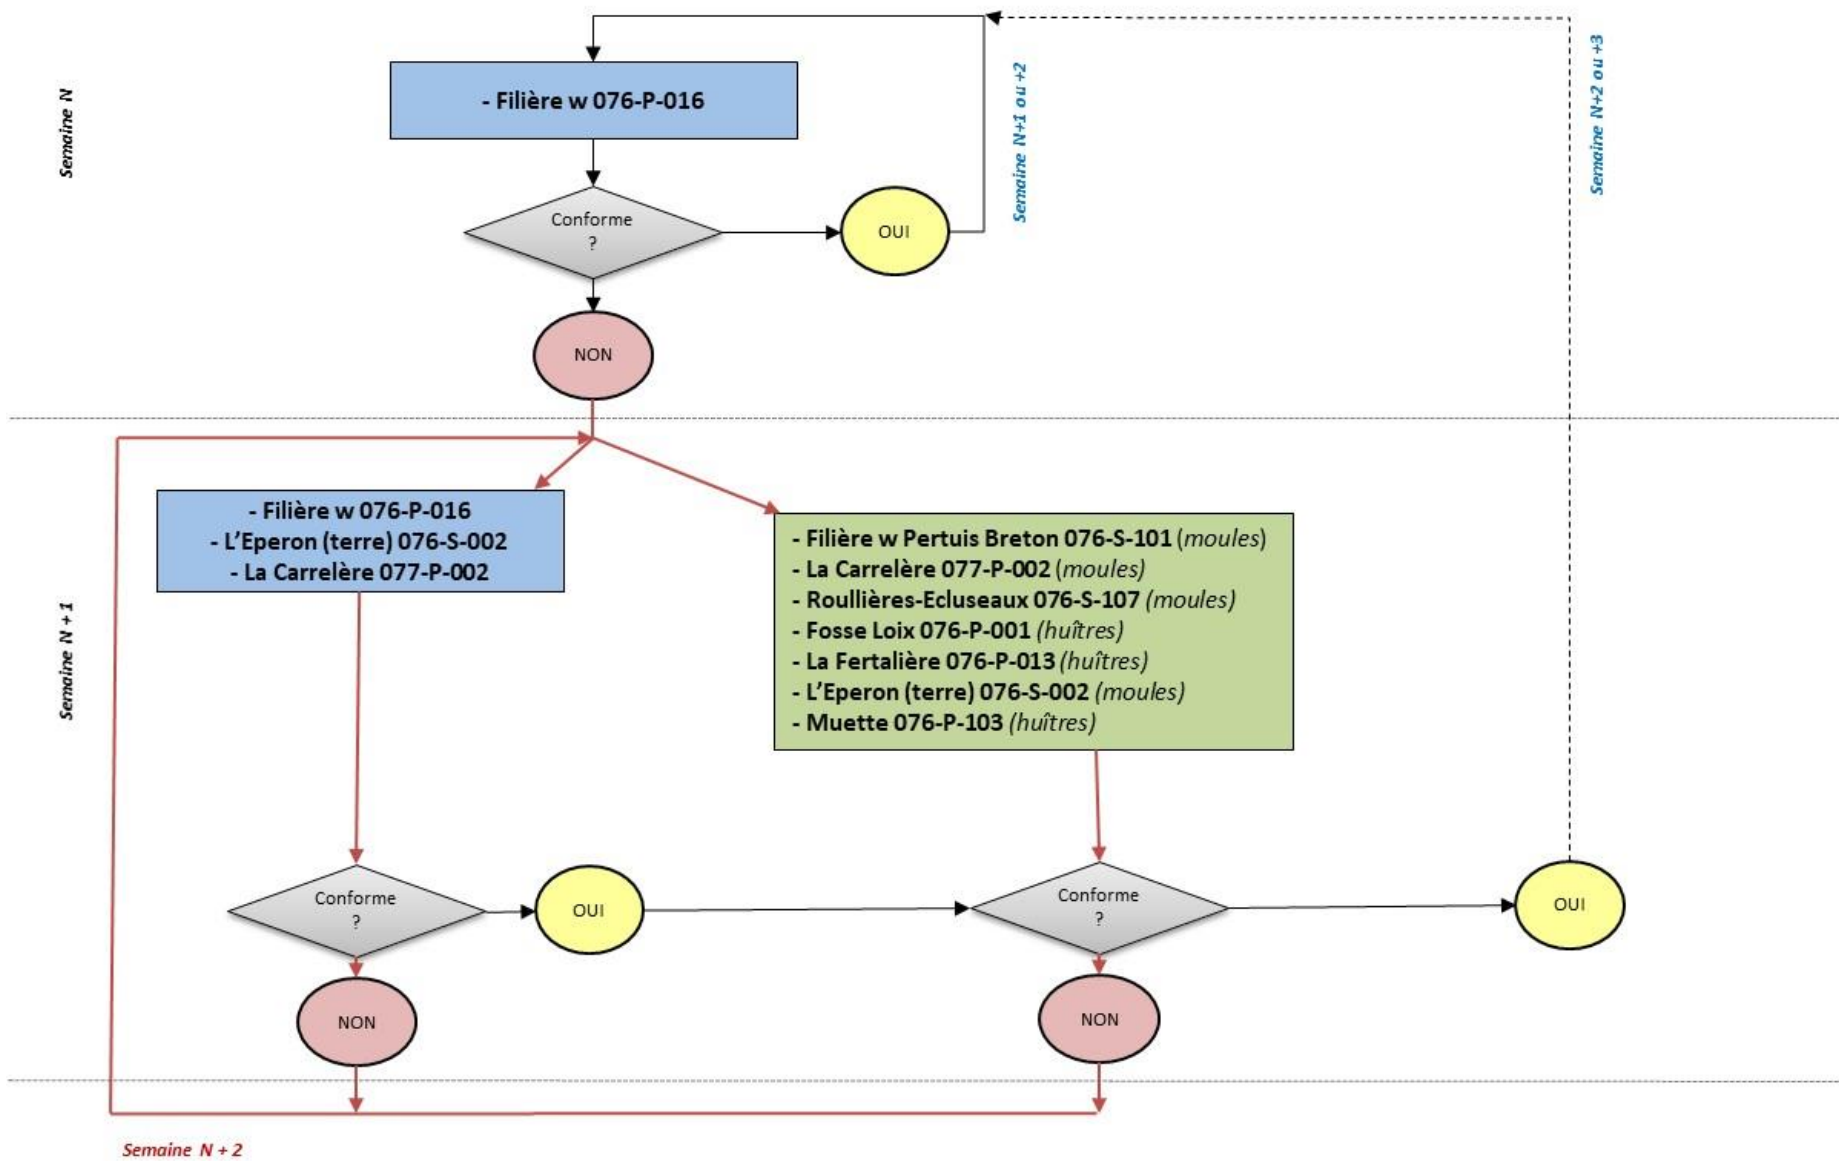 Semaine N
- Filière w 076-P-016
Semaine N+1 ou +2
Semaine N+2 ou +3
Conforme
?
OUI
NON
Semaine N + 1
- Filière w 076-P-016
- L'Eperon (terre) 076-S-002
- La Carrelère 077-P-002
- Filière w Pertuis Breton 076-S-101 (moules)
- La Carrelère 077-P-002 (moules)
- Roullières-Ecluseaux 076-S-107 (moules)
- Fosse Loix 076-P-001 (huîtres)
- La Fertalière 076-P-013 (huîtres)
- L'Eperon (terre) 076-S-002 (moules)
- Muette 076-P-103 (huîtres)
Conforme
?
OUI
Conforme
?
OUI
NON
NON
Semaine N + 2